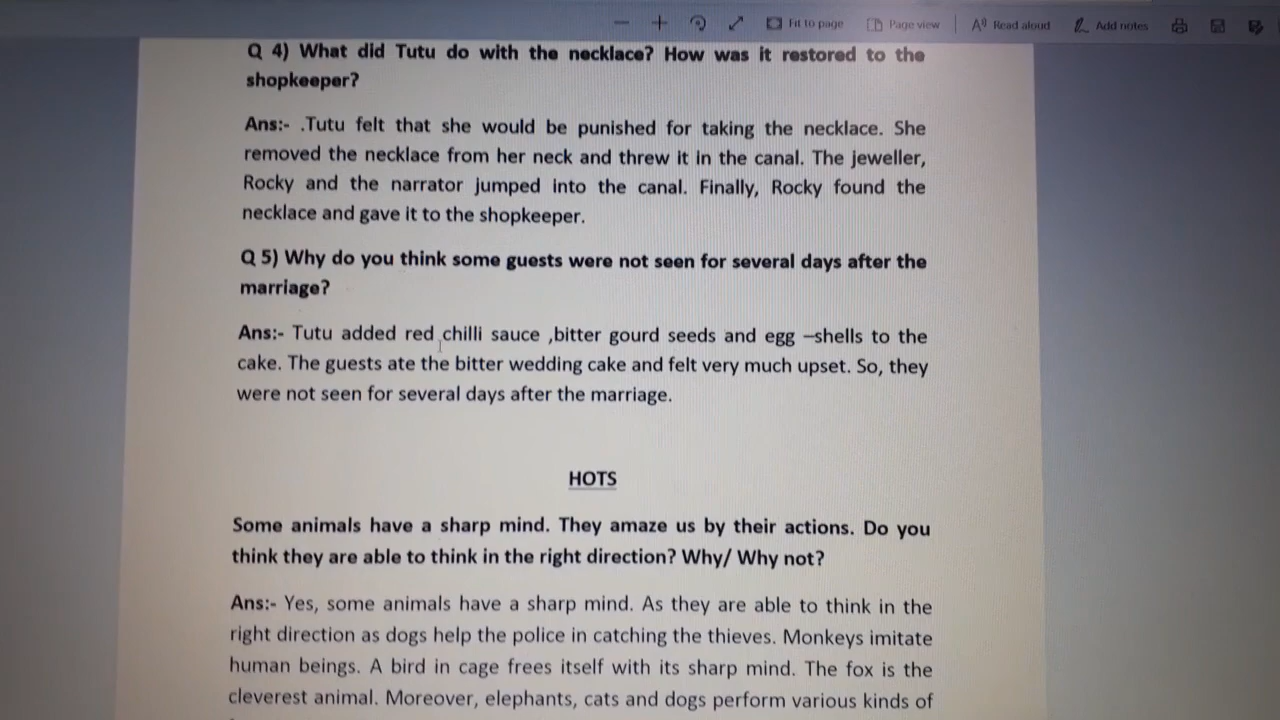 Fit to page Page view Read aloud Add notes
Q 4) What did Tutu do with the necklace? How was it restored to the
shopkeeper?
Ans:- .Tutu felt that she would be punished for taking the necklace. She
removed the necklace from her neck and threw it in the canal. The jeweller,
Rocky and the narrator jumped into the canal. Finally, Rocky found the
necklace and gave it to the shopkeeper.
Q 5) Why do you think some guests were not seen for several days after the
marriage?
Ans:- Tutu added red chilli sauce ,bitter gourd seeds and egg –shells to the
cake. The guests ate the bitter wedding cake and felt very much upset. So, they
were not seen for several days after the marriage.
HOTS
Some animals have a sharp mind. They amaze us by their actions. Do you
think they are able to think in the right direction? Why/ Why not?
Ans:- Yes, some animals have a sharp mind. As they are able to think in the
right direction as dogs help the police in catching the thieves. Monkeys imitate
human beings. A bird in cage frees itself with its sharp mind. The fox is the
cleverest animal. Moreover, elephants, cats and dogs perform various kinds of